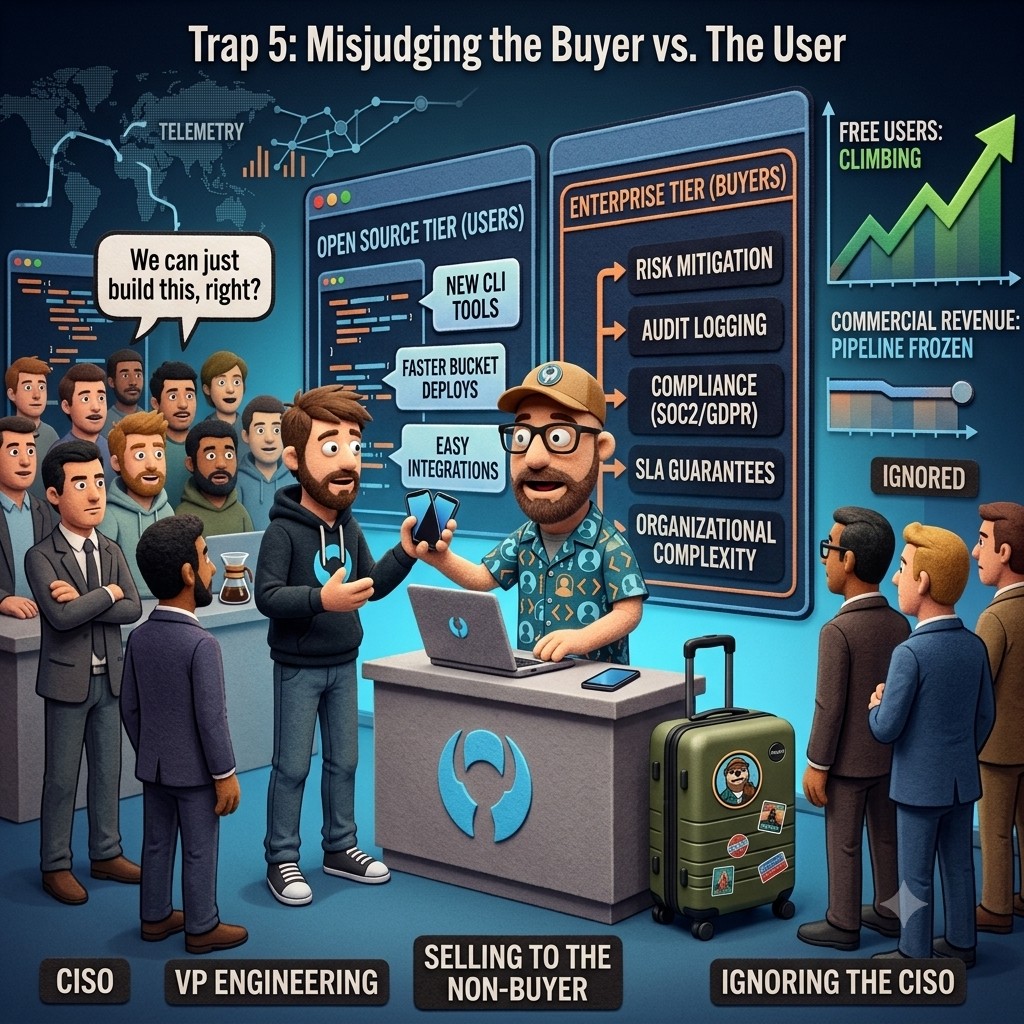 Trap 5: Misjudging the Buyer vs. The User
TELEMETRY
We can just
build this, right?
OPEN SOURCE TIER (USERS)
NEW CLI
TOOLS
FASTER BUCKET
DEPLOYS
EASY
INTEGRATIONS
ENTERPRISE TIER (BUYERS)
RISK MITIGATION
AUDIT LOGGING
COMPLIANCE
(SOC2/GDPR)
SLA GUARANTEES
ORGANIZATIONAL
COMPLEXITY
FREE USERS:
CLIMBING
COMMERCIAL REVENUE:
PIPELINE FROZEN
IGNORED
CISO
VP ENGINEERING
SELLING TO THE
NON-BUYER
IGNORING THE CISO